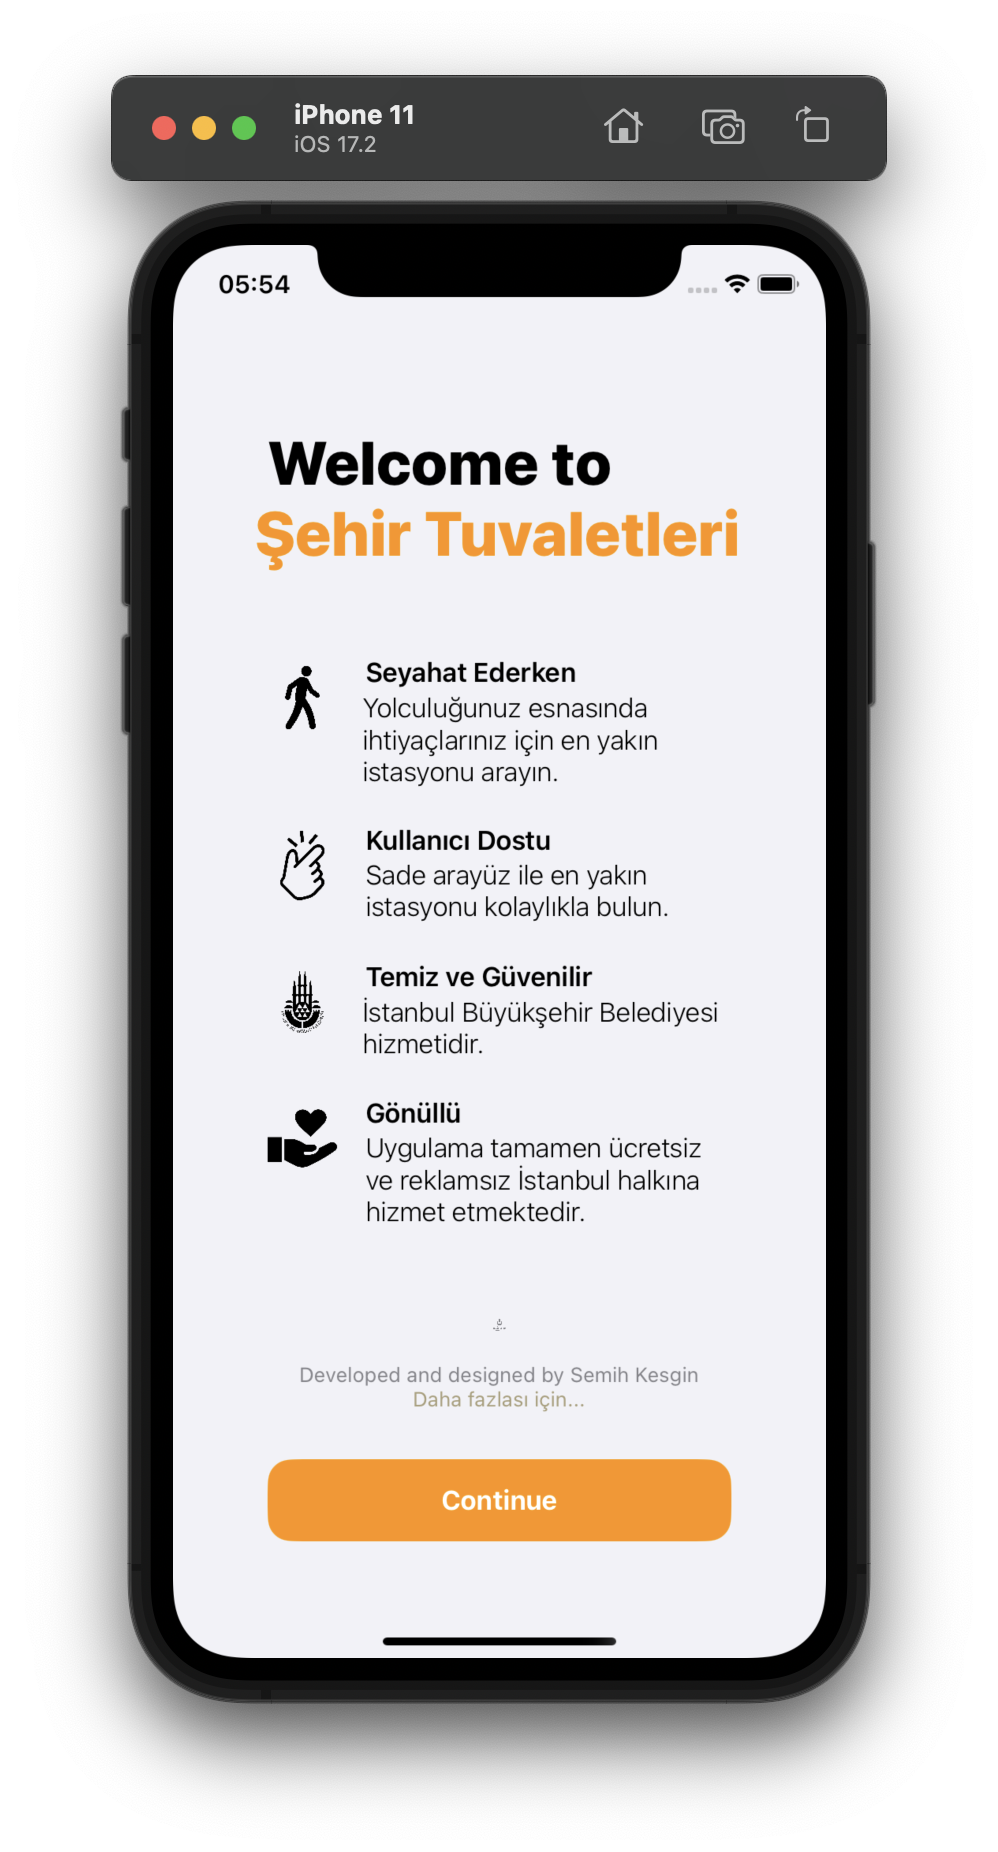 iPhone 11
iOS 17.2
05:54
Welcome to
Şehir Tuvaletleri
Seyahat Ederken
Yolculuğunuz esnasında
ihtiyaçlarınız için en yakın
istasyonu arayın.
Kullanıcı Dostu
Sade arayüz ile en yakın
istasyonu kolaylıkla bulun.
Temiz ve Güvenilir
İstanbul Büyükşehir Belediyesi
hizmetidir.
Gönüllü
Uygulama tamamen ücretsiz
ve reklamsız İstanbul halkına
hizmet etmektedir.
Developed and designed by Semih Kesgin
Daha fazlası için...
Continue